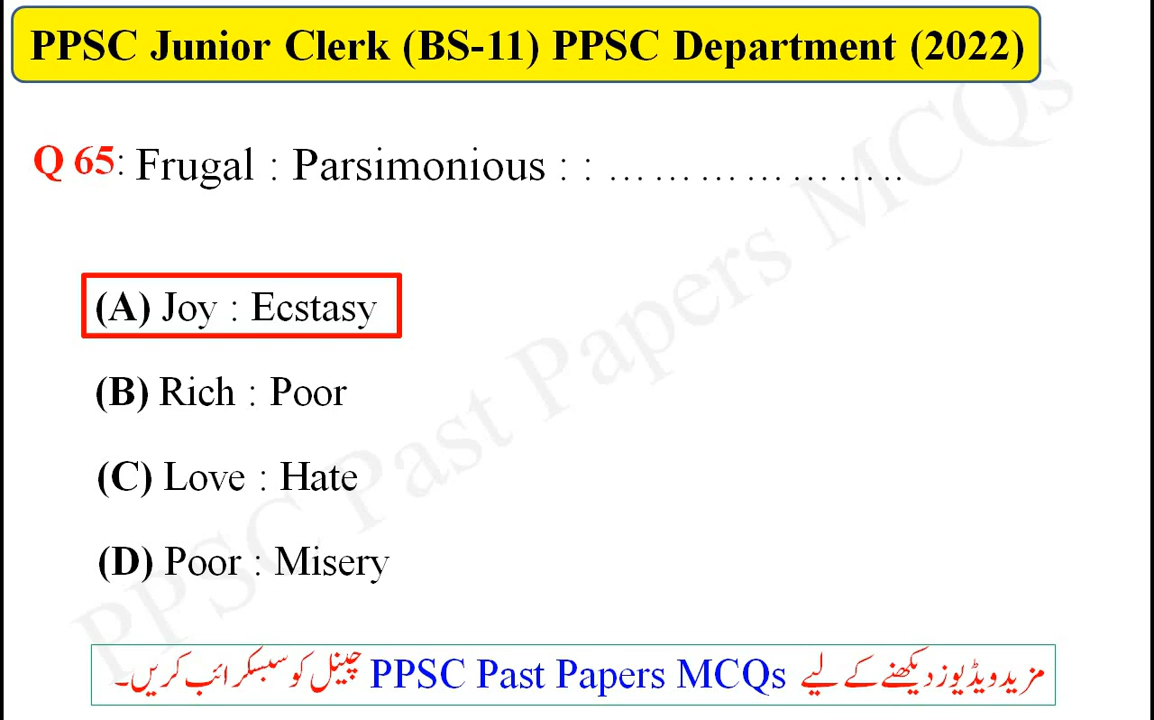 PPSC Junior Clerk (BS-11) PPSC Department (2022)
Q 65: Frugal : Parsimonious : : ... ... ... ... ... .....
(A) Joy : Ecstasy
(B) Rich : Poor
(C) Love : Hate
(D) Poor : Misery
مزید ویڈیوز دیکھنے کے لیے PPSC Past Papers MCQs چینل کو سبسکرائب کریں۔
PPSC Past Papers MCQs